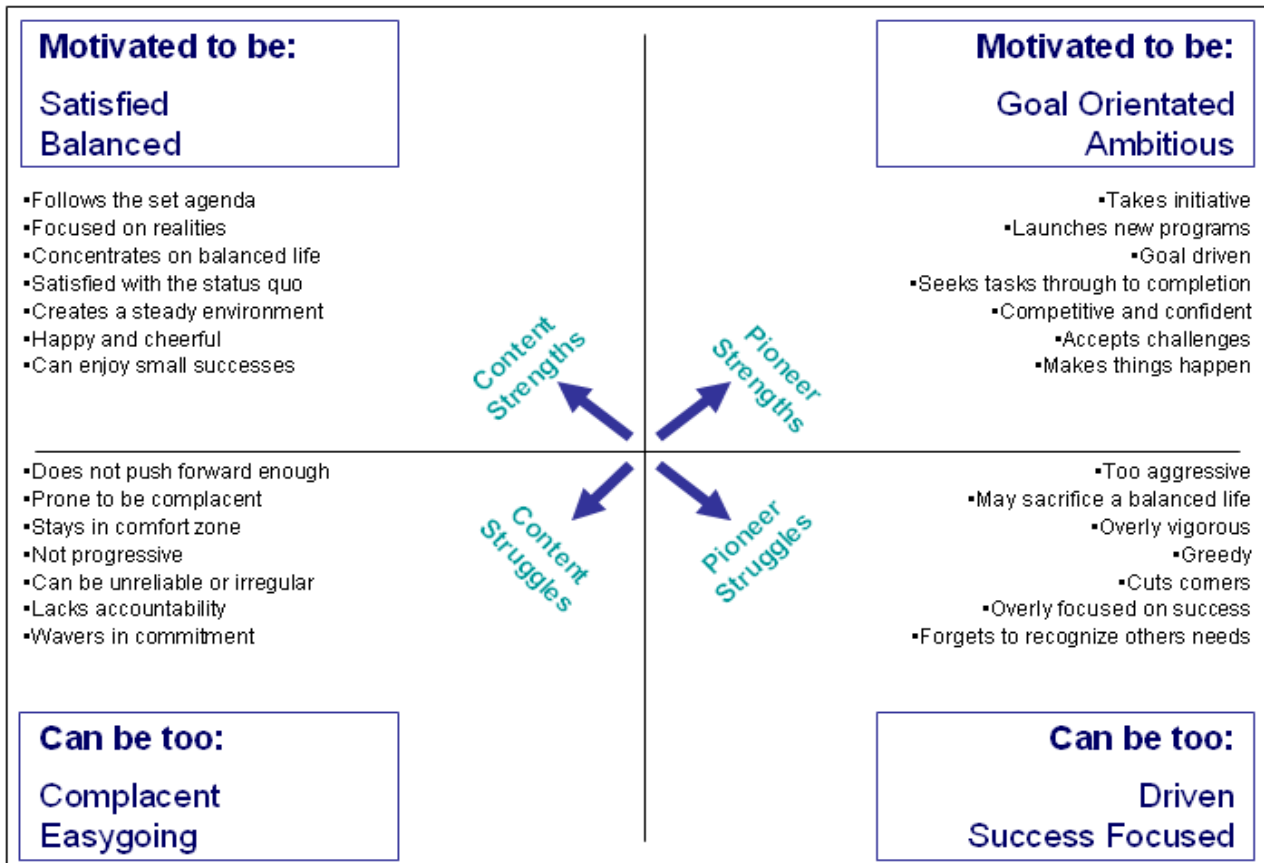 Motivated to be:
Satisfied
Balanced
▪Follows the set agenda
▪Focused on realities
▪Concentrates on balanced life
▪Satisfied with the status quo
▪Creates a steady environment
▪Happy and cheerful
▪Can enjoy small successes
Content
Strengths
Motivated to be:
Goal Orientated
Ambitious
▪Takes initiative
▪Launches new programs
▪Goal driven
▪Seeks tasks through to completion
▪Competitive and confident
▪Accepts challenges
▪Makes things happen
Pioneer
Strengths
▪Does not push forward enough
▪Prone to be complacent
▪Stays in comfort zone
▪Not progressive
▪Can be unreliable or irregular
▪Lacks accountability
▪Wavers in commitment
Content
Struggles
Can be too:
Complacent
Easygoing
▪Too aggressive
▪May sacrifice a balanced life
▪Overly vigorous
▪Greedy
▪Cuts corners
▪Overly focused on success
▪Forgets to recognize others needs
Pioneer
Struggles
Can be too:
Driven
Success Focused